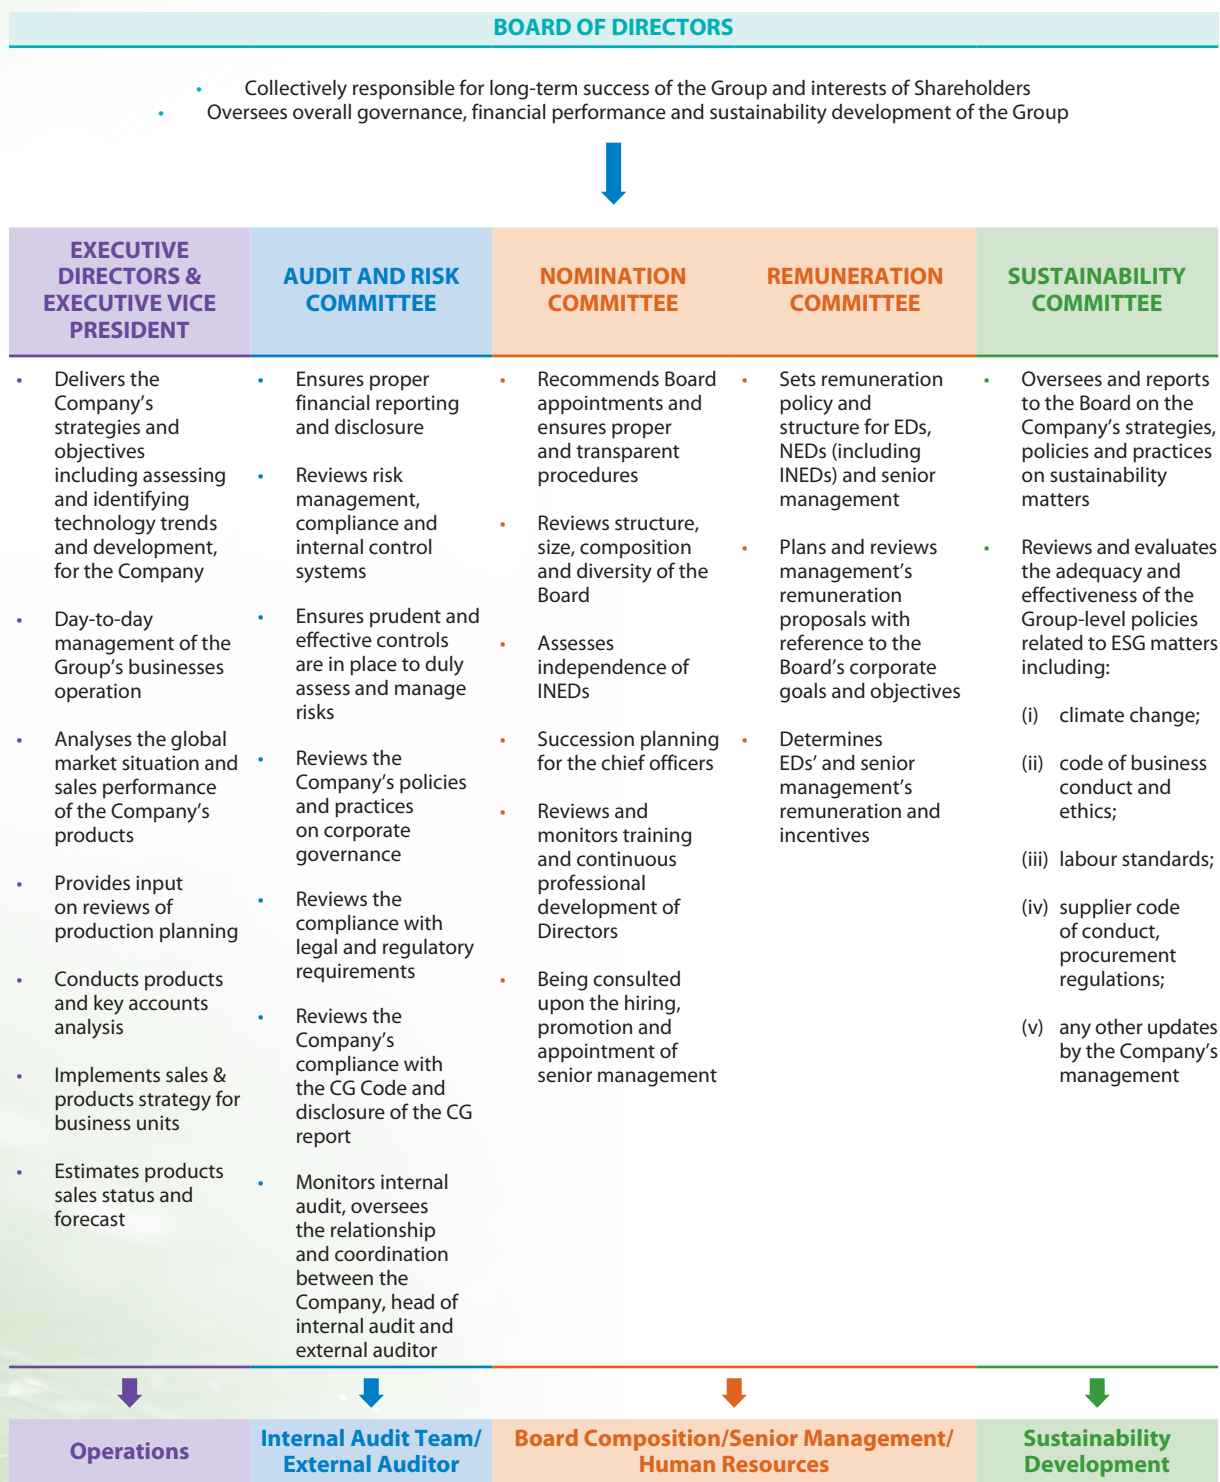 BOARD OF DIRECTORS
• Collectively responsible for long-term success of the Group and interests of Shareholders
• Oversees overall governance, financial performance and sustainability development of the Group
EXECUTIVE
DIRECTORS &
EXECUTIVE VICE
PRESIDENT
• Delivers the
Company's
strategies and
objectives
including assessing
and identifying
technology trends
and development,
for the Company
• Day-to-day
management of the
Group's businesses
operation
• Analyses the global
market situation and
sales performance
of the Company's
products
• Provides input
on reviews of
production planning
• Conducts products
and key accounts
analysis
• Implements sales &
products strategy for
business units
• Estimates products
sales status and
forecast
Operations
AUDIT AND RISK
COMMITTEE
• Ensures proper
financial reporting
and disclosure
• Reviews risk
management,
compliance and
internal control
systems
• Ensures prudent and
effective controls
are in place to duly
assess and manage
risks
• Reviews the
Company's policies
and practices
on corporate
governance
• Reviews the
compliance with
legal and regulatory
requirements
• Reviews the
Company's
compliance with
the CG Code and
disclosure of the CG
report
• Monitors internal
audit, oversees
the relationship
and coordination
between the
Company, head of
internal audit and
external auditor
Internal Audit Team/
External Auditor
NOMINATION
COMMITTEE
• Recommends Board
appointments and
ensures proper
and transparent
procedures
• Reviews structure,
size, composition
and diversity of the
Board
• Assesses
independence of
INEDs
• Succession planning
for the chief officers
• Reviews and
monitors training
and continuous
professional
development of
Directors
• Being consulted
upon the hiring,
promotion and
appointment of
senior management
REMUNERATION
COMMITTEE
• Sets remuneration
policy and
structure for EDs,
NEDs (including
INEDs) and senior
management
• Plans and reviews
management's
remuneration
proposals with
reference to the
Board's corporate
goals and objectives
• Determines
EDs' and senior
management's
remuneration and
incentives
Board Composition/Senior Management/
Human Resources
SUSTAINABILITY
COMMITTEE
• Oversees and reports
to the Board on the
Company's strategies,
policies and practices
on sustainability
matters
• Reviews and evaluates
the adequacy and
effectiveness of the
Group-level policies
related to ESG matters
including:
(i) climate change;
(ii) code of business
conduct and
ethics;
(iii) labour standards;
(iv) supplier code
of conduct,
procurement
regulations;
(v) any other updates
by the Company's
management
Sustainability
Development